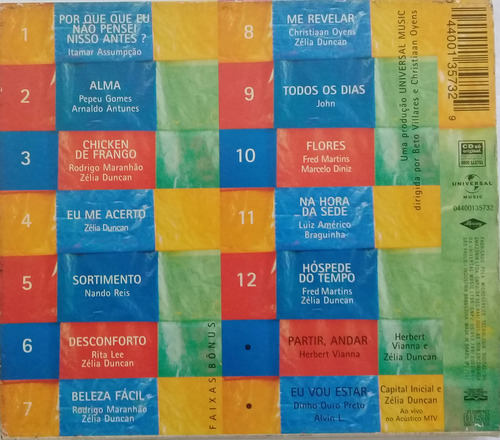 1
POR QUE QUE EU
NÃO PENSEI
NISSO ANTES ?
Itamar Assumpção
2
ALMA
Pepeu Gomes
Arnaldo Antunes
3
CHICKEN
DE FRANGO
Rodrigo Maranhão
Zélia Duncan
4
EU ME ACERTO
Zélia Duncan
5
SORTIMENTO
Nando Reis
6
DESCONFORTO
Rita Lee
Zélia Duncan
7
BELEZA FÁCIL
Rodrigo Maranhão
Zélia Duncan
8
ME REVELAR
Christiaan Oyens
Zélia Duncan
9
TODOS OS DIAS
John
10
FLORES
Fred Martins
Marcelo Diniz
11
NA HORA
DA SEDE
Luiz Américo
Braguinha
12
HÓSPEDE
DO TEMPO
Fred Martins
Zélia Duncan
FAIXAS BÔNUS
• PARTIR, ANDAR
Herbert Vianna
Herbert
Vianna e
Zélia Duncan
• EU VOU ESTAR
Dinho Ouro Preto
Alvin L.
Capital Inicial e
Zélia Duncan
Ao vivo
no Acústico MTV
Uma produção UNIVERSAL MUSIC
dirigida por Beto Villares e Christiaan Oyens
44001 35732 9
UNIVERSAL
MUSIC
04400135732